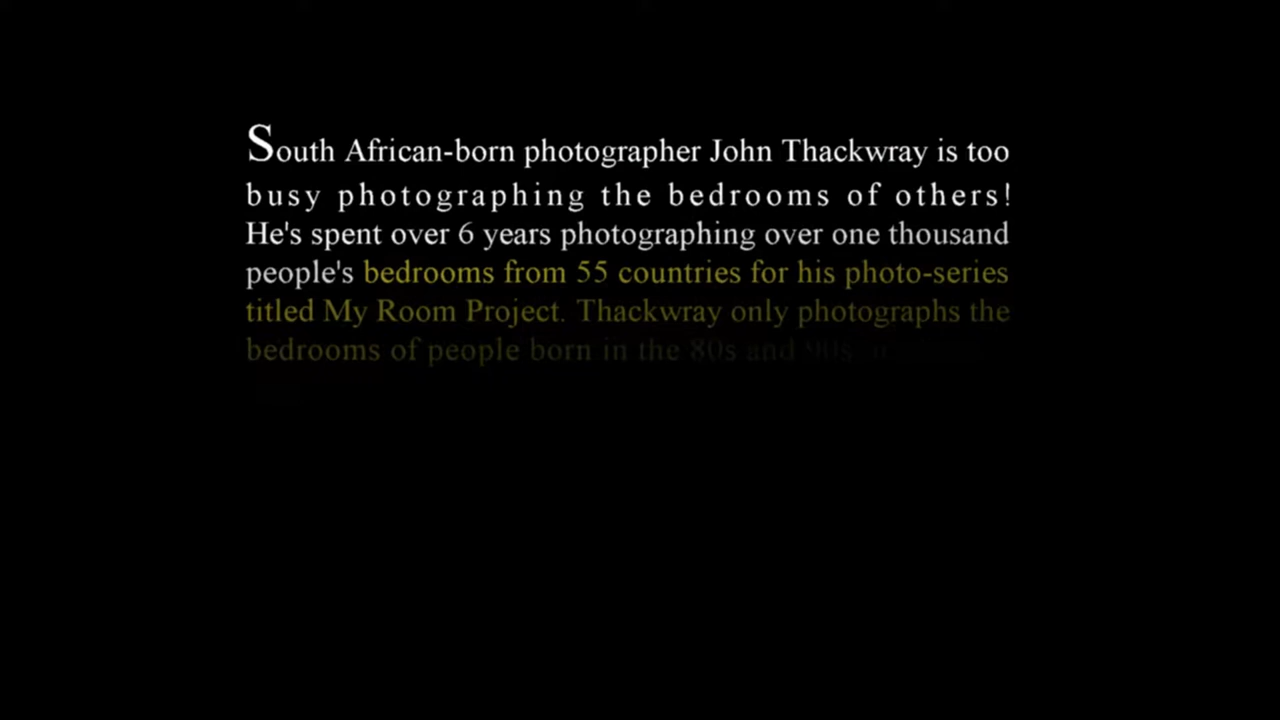 South African-born photographer John Thackwray is too
busy photographing the bedrooms of others!
He's spent over 6 years photographing over one thousand
people's bedrooms from 55 countries for his photo-series
titled My Room Project. Thackwray only photographs the
bedrooms of people born in the 80s and 90s